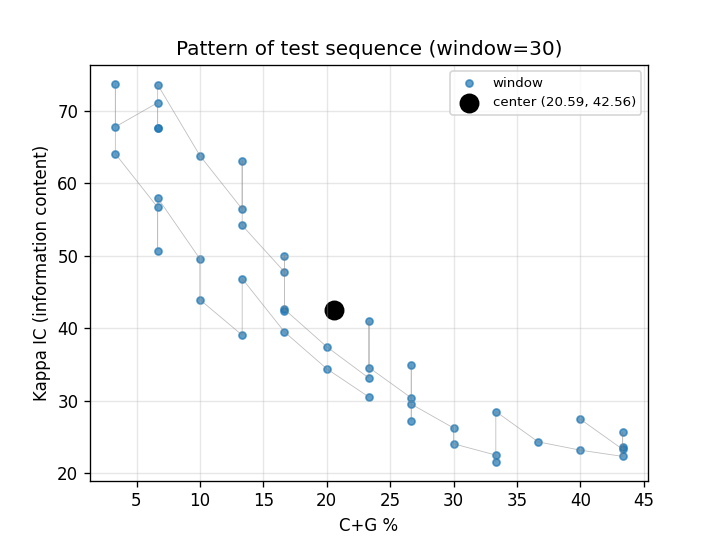 Pattern of test sequence (window=30)
window
center (20.59, 42.56)
Kappa IC (information content)
70
60
50
40
30
20
5 10 15 20 25 30 35 40 45
C+G %